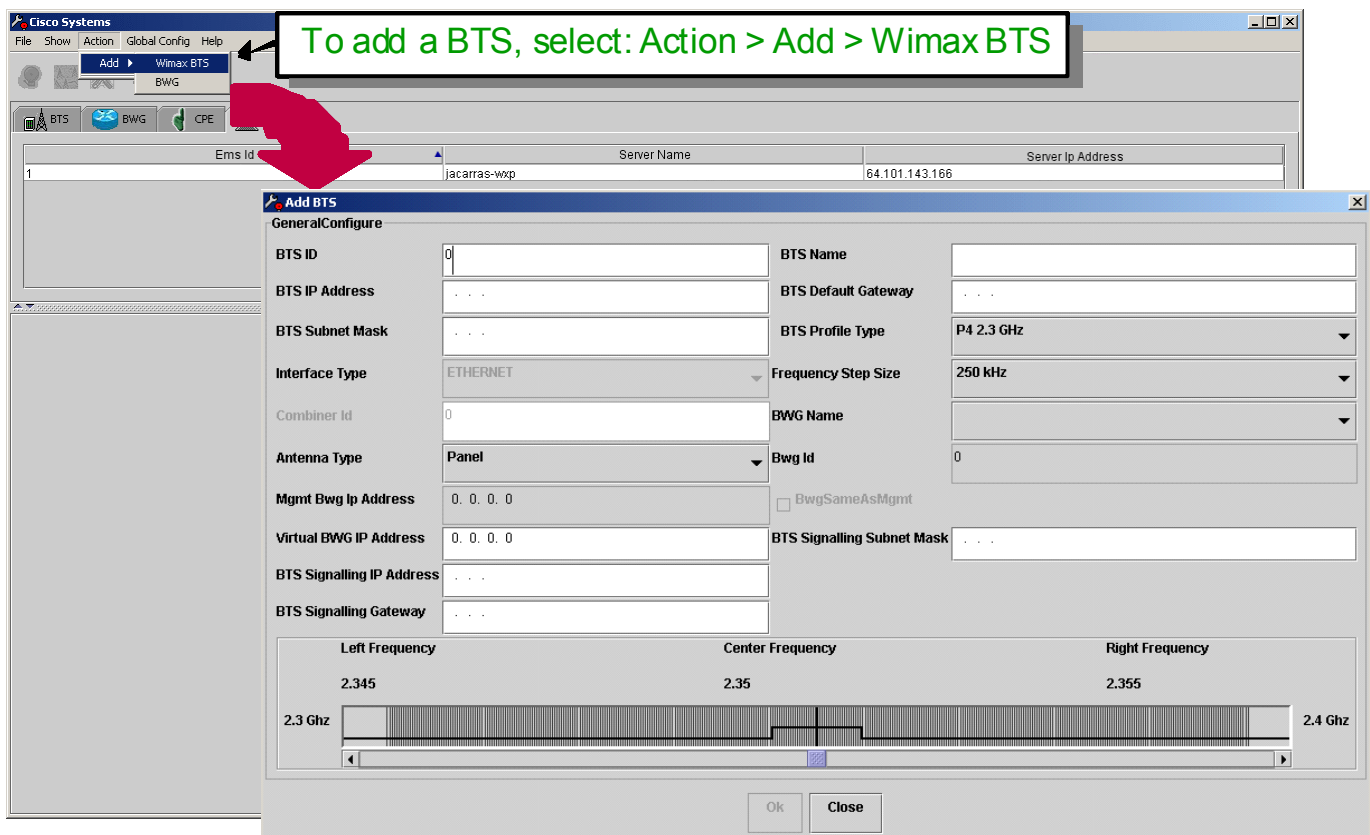 Cisco Systems
To add a BTS, select: Action > Add > Wimax BTS
File Show Action Global Config Help
Add Wimax BTS
BWG
BTS BWG CPE
Ems Id Server Name Server Ip Address
1 jacarras-wxp 64.101.143.166
Add BTS
GeneralConfigure
BTS ID 0 BTS Name
BTS IP Address . . . BTS Default Gateway . . .
BTS Subnet Mask . . . BTS Profile Type P4 2.3 GHz
Interface Type ETHERNET Frequency Step Size 250 kHz
Combiner Id 0 BWG Name
Antenna Type Panel Bwg Id 0
Mgmt Bwg Ip Address 0. 0. 0. 0 BwgSameAsMgmt
Virtual BWG IP Address 0. 0. 0. 0 BTS Signalling Subnet Mask . . .
BTS Signalling IP Address . . .
BTS Signalling Gateway . . .
Left Frequency Center Frequency Right Frequency
2.345 2.35 2.355
2.3 Ghz 2.4 Ghz
Ok Close